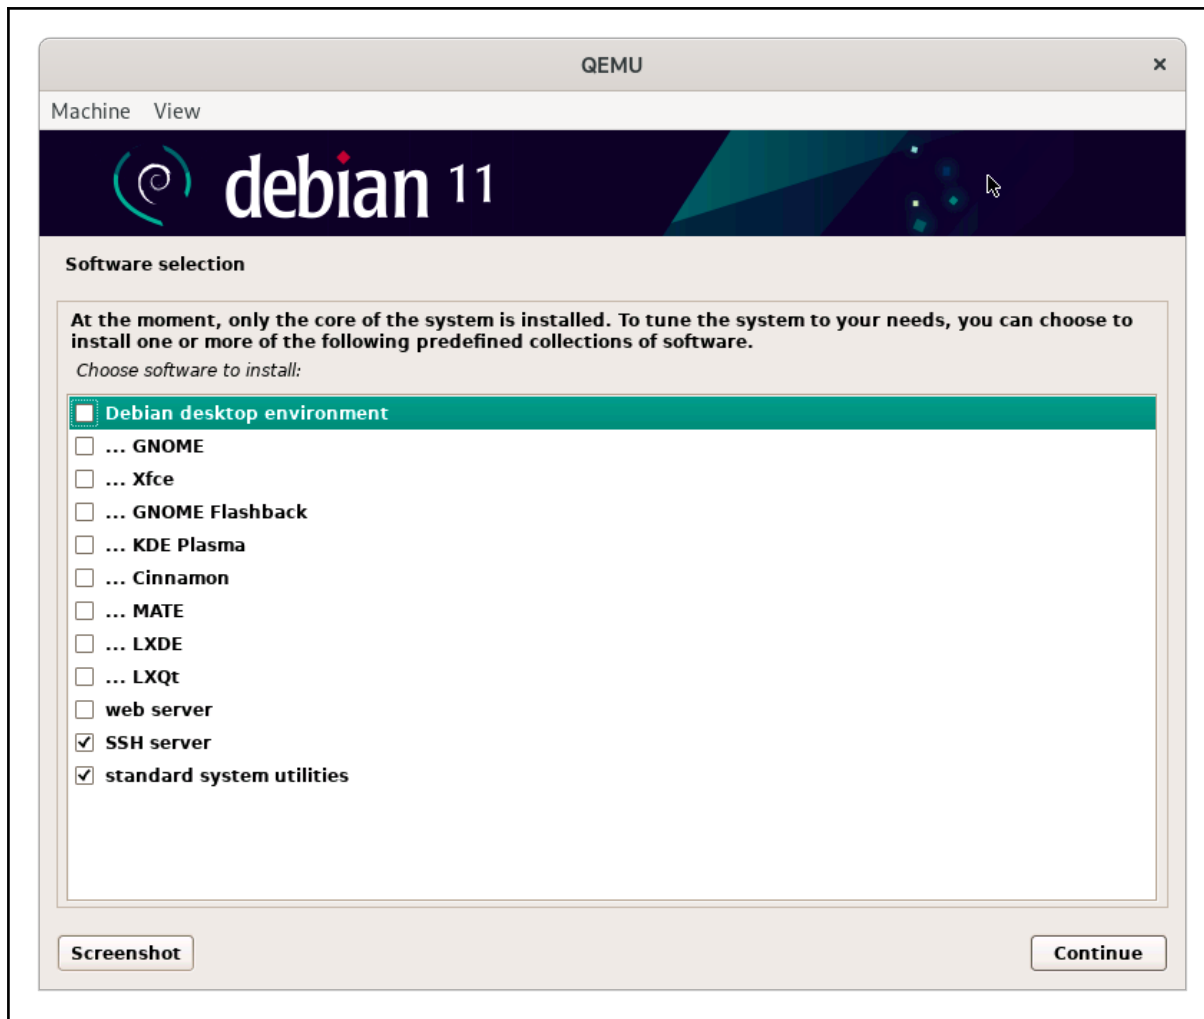 QEMU
Machine View
debian 11
Software selection
At the moment, only the core of the system is installed. To tune the system to your needs, you can choose to
install one or more of the following predefined collections of software.
Choose software to install:
Debian desktop environment
... GNOME
... Xfce
... GNOME Flashback
... KDE Plasma
... Cinnamon
... MATE
... LXDE
... LXQt
web server
SSH server
standard system utilities
Screenshot Continue